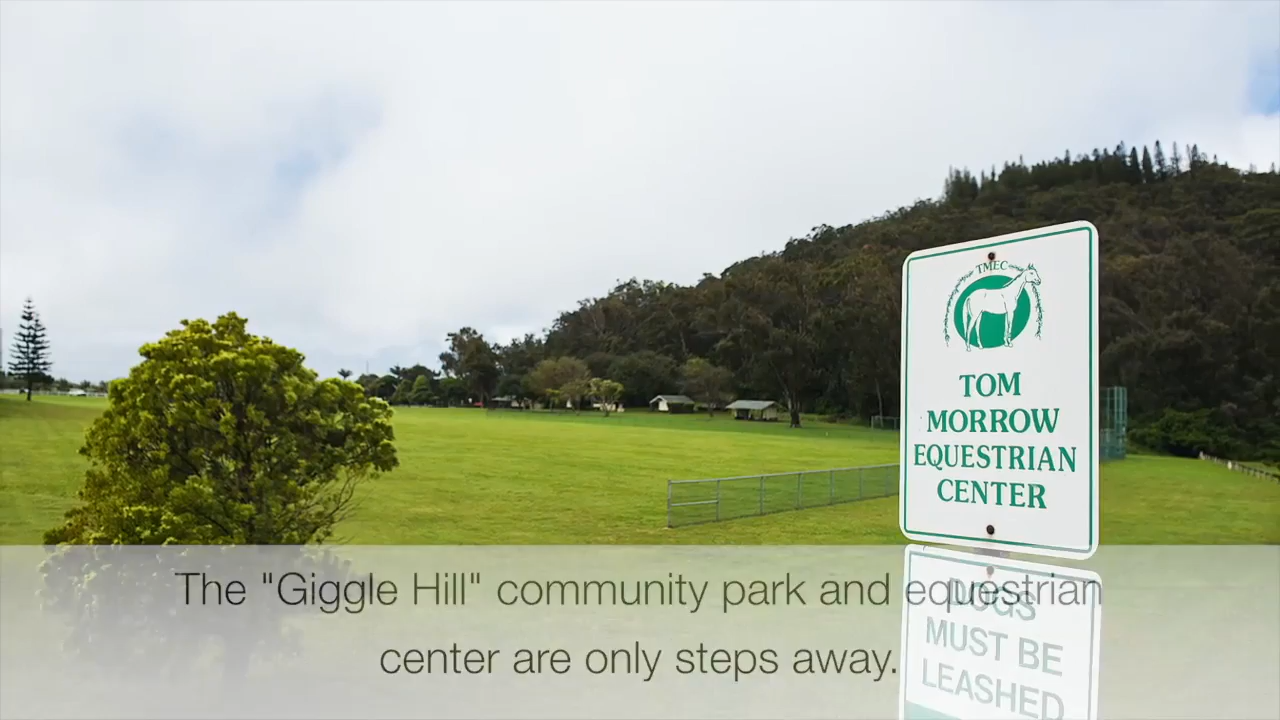 TMEC
TOM
MORROW
EQUESTRIAN
CENTER
The "Giggle Hill" community park and equestrian
center are only steps away.
DOGS
MUST BE
LEASHED